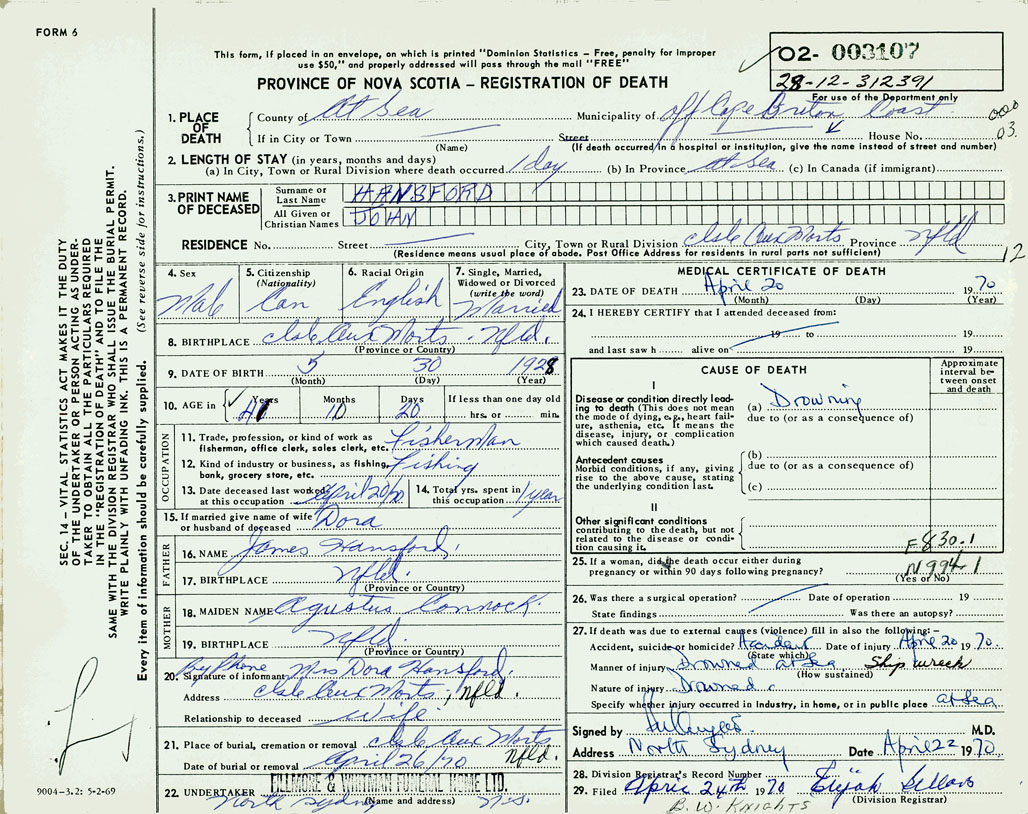 FORM 6
This form, if placed in an envelope, on which is printed "Dominion Statistics – Free, penalty for improper
use $50," and properly addressed will pass through the mail "FREE"
PROVINCE OF NOVA SCOTIA – REGISTRATION OF DEATH
O2- 003107
28-12-312391
For use of the Department only
000
03.
1. PLACE OF DEATH
County of At Sea Municipality of off Cape Breton Coast
If in City or Town Street House No.
(Name) (If death occurred in a hospital or institution, give the name instead of street and number)
2. LENGTH OF STAY (in years, months and days)
(a) In City, Town or Rural Division where death occurred 1 day (b) In Province At Sea (c) In Canada (if immigrant)
3. PRINT NAME OF DECEASED
Surname or Last Name HANSFORD
All Given or Christian Names JOHN
RESIDENCE No. Street City, Town or Rural Division Isle Aux Morts Province Nfld
(Residence means usual place of abode. Post Office Address for residents in rural parts not sufficient)
12
4. Sex Male
5. Citizenship (Nationality) Can
6. Racial Origin English
7. Single, Married, Widowed or Divorced (write the word) Married
8. BIRTHPLACE Isle Aux Morts, Nfld.
(Province or Country)
9. DATE OF BIRTH 5 30 1928
(Month) (Day) (Year)
10. AGE in Years 41 Months 10 Days 20 If less than one day old
hrs. or min.
OCCUPATION
11. Trade, profession, or kind of work as fisherman, office clerk, sales clerk, etc. Fisherman
12. Kind of industry or business, as fishing, bank, grocery store, etc. Fishing
13. Date deceased last worked at this occupation April 20/70
14. Total yrs. spent in this occupation 1 year
15. If married give name of wife or husband of deceased Dora
FATHER
16. NAME James Hansford.
17. BIRTHPLACE Nfld.
(Province or Country)
MOTHER
18. MAIDEN NAME Agustus
19. BIRTHPLACE Nfld.
(Province or Country)
By Phone Mrs Dora Hansford.
20. Signature of informant
Address Isle Aux Morts, Nfld.
Relationship to deceased Wife
21. Place of burial, cremation or removal Isle Aux Morts Nfld.
Date of burial or removal April 26/70
FILLMORE & WHITMAN FUNERAL HOME LTD.
22. UNDERTAKER North Sydney N.S.
(Name and address)
MEDICAL CERTIFICATE OF DEATH
23. DATE OF DEATH April 20 19 70
(Month) (Day) (Year)
24. I HEREBY CERTIFY that I attended deceased from:
19 to 19
and last saw h alive on 19
CAUSE OF DEATH
Approximate interval between onset and death
I
Disease or condition directly leading to death (This does not mean the mode of dying, e.g., heart failure, asthenia, etc. It means the disease, injury, or complication which caused death.)
(a) Drowning
due to (or as a consequence of)
Antecedent causes
Morbid conditions, if any, giving rise to the above cause, stating the underlying condition last.
(b)
due to (or as a consequence of)
(c)
II
Other significant conditions
contributing to the death, but not related to the disease or condition causing it.
E830.1
N994.1
25. If a woman, did the death occur either during
pregnancy or within 90 days following pregnancy?
(Yes or No)
26. Was there a surgical operation? Date of operation 19
State findings Was there an autopsy?
27. If death was due to external causes (violence) fill in also the following:–
Accident, suicide or homicide? Accident Date of injury April 20 19 70
(State which)
Manner of injury Drowned at Sea Shipwreck
(How sustained)
Nature of injury Drowned
Specify whether injury occurred in Industry, in home, or in public place at Sea
Signed by M.D.
Address North Sydney Date April 22 1970
28. Division Registrar's Record Number
29. Filed April 24th 1970 Elijah
(Division Registrar)
B. W. KNIGHTS
SEC. 14 – VITAL STATISTICS ACT MAKES IT THE DUTY
OF THE UNDERTAKER OR PERSON ACTING AS UNDER-
TAKER TO OBTAIN ALL THE PARTICULARS REQUIRED
IN THE "REGISTRATION OF DEATH" AND TO FILE THE
SAME WITH THE DIVISION REGISTRAR WHO SHALL ISSUE THE BURIAL PERMIT.
WRITE PLAINLY WITH UNFADING INK. THIS IS A PERMANENT RECORD.
Every item of information should be carefully supplied. (See reverse side for instructions.)
9004-3.2: 5-2-69